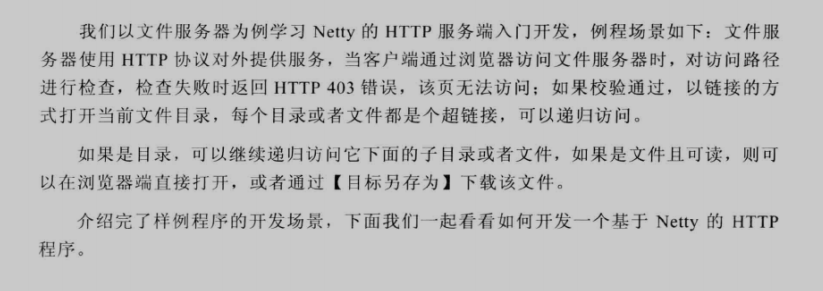 我们以文件服务器为例学习 Netty 的 HTTP 服务端入门开发，例程场景如下：文件服
务器使用 HTTP 协议对外提供服务，当客户端通过浏览器访问文件服务器时，对访问路径
进行检查，检查失败时返回 HTTP 403 错误，该页无法访问；如果校验通过，以链接的方
式打开当前文件目录，每个目录或者文件都是个超链接，可以递归访问。
如果是目录，可以继续递归访问它下面的子目录或者文件，如果是文件且可读，则可
以在浏览器端直接打开，或者通过【目标另存为】下载该文件。
介绍完了样例程序的开发场景，下面我们一起看看如何开发一个基于 Netty 的 HTTP
程序。